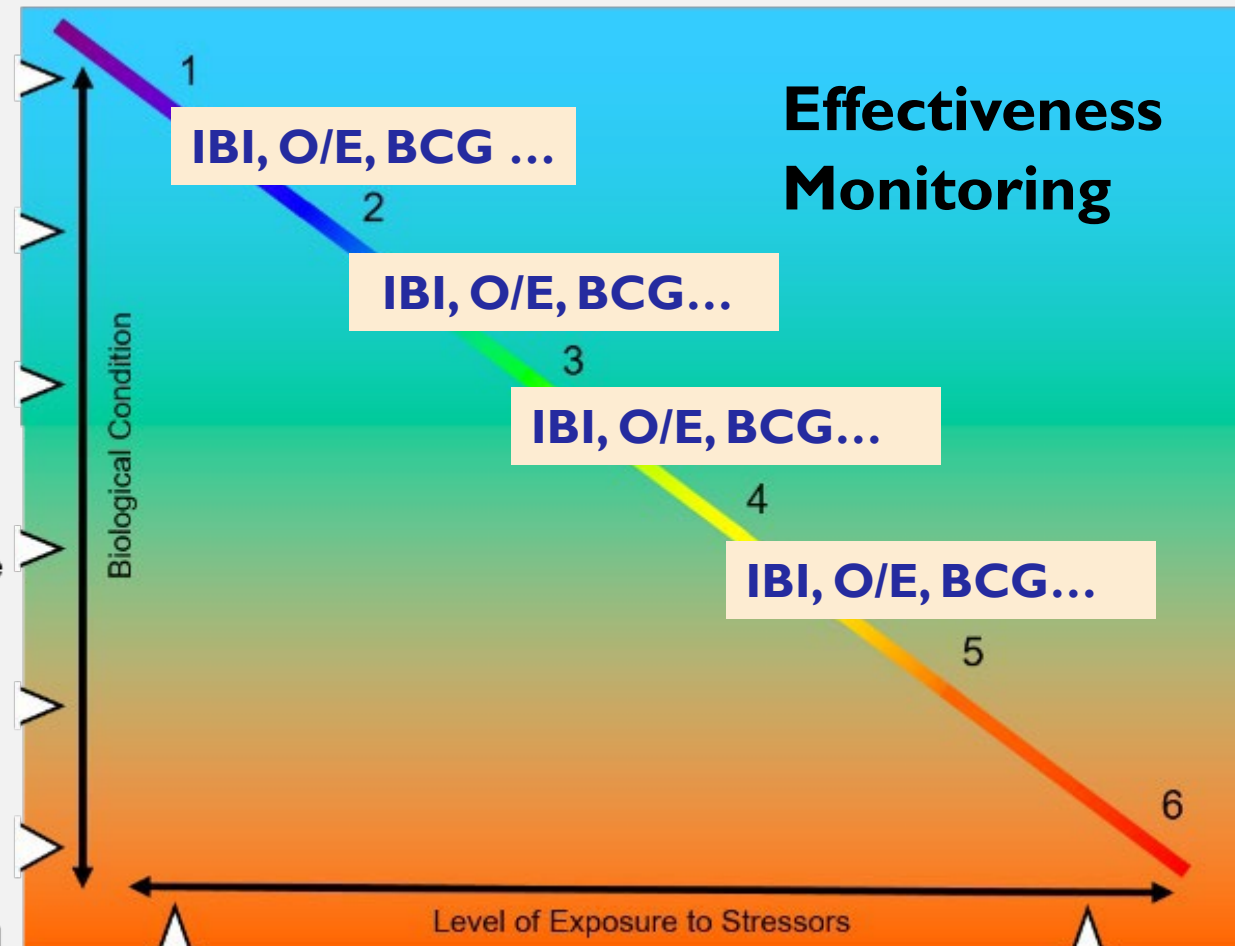 1
Effectiveness
Monitoring
IBI, O/E, BCG ...
2
IBI, O/E, BCG...
3
IBI, O/E, BCG...
4
IBI, O/E, BCG...
5
6
Biological Condition
Level of Exposure to Stressors